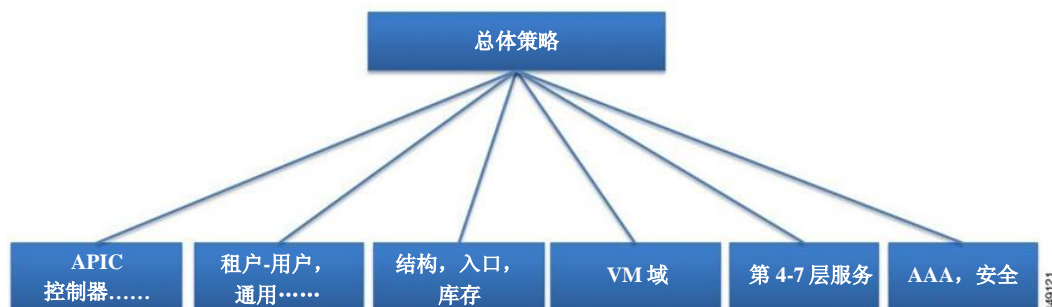 总体策略
APIC
控制器……
租户-用户，
通用……
结构，入口，
库存
VM 域
第 4-7 层服务
AAA，安全